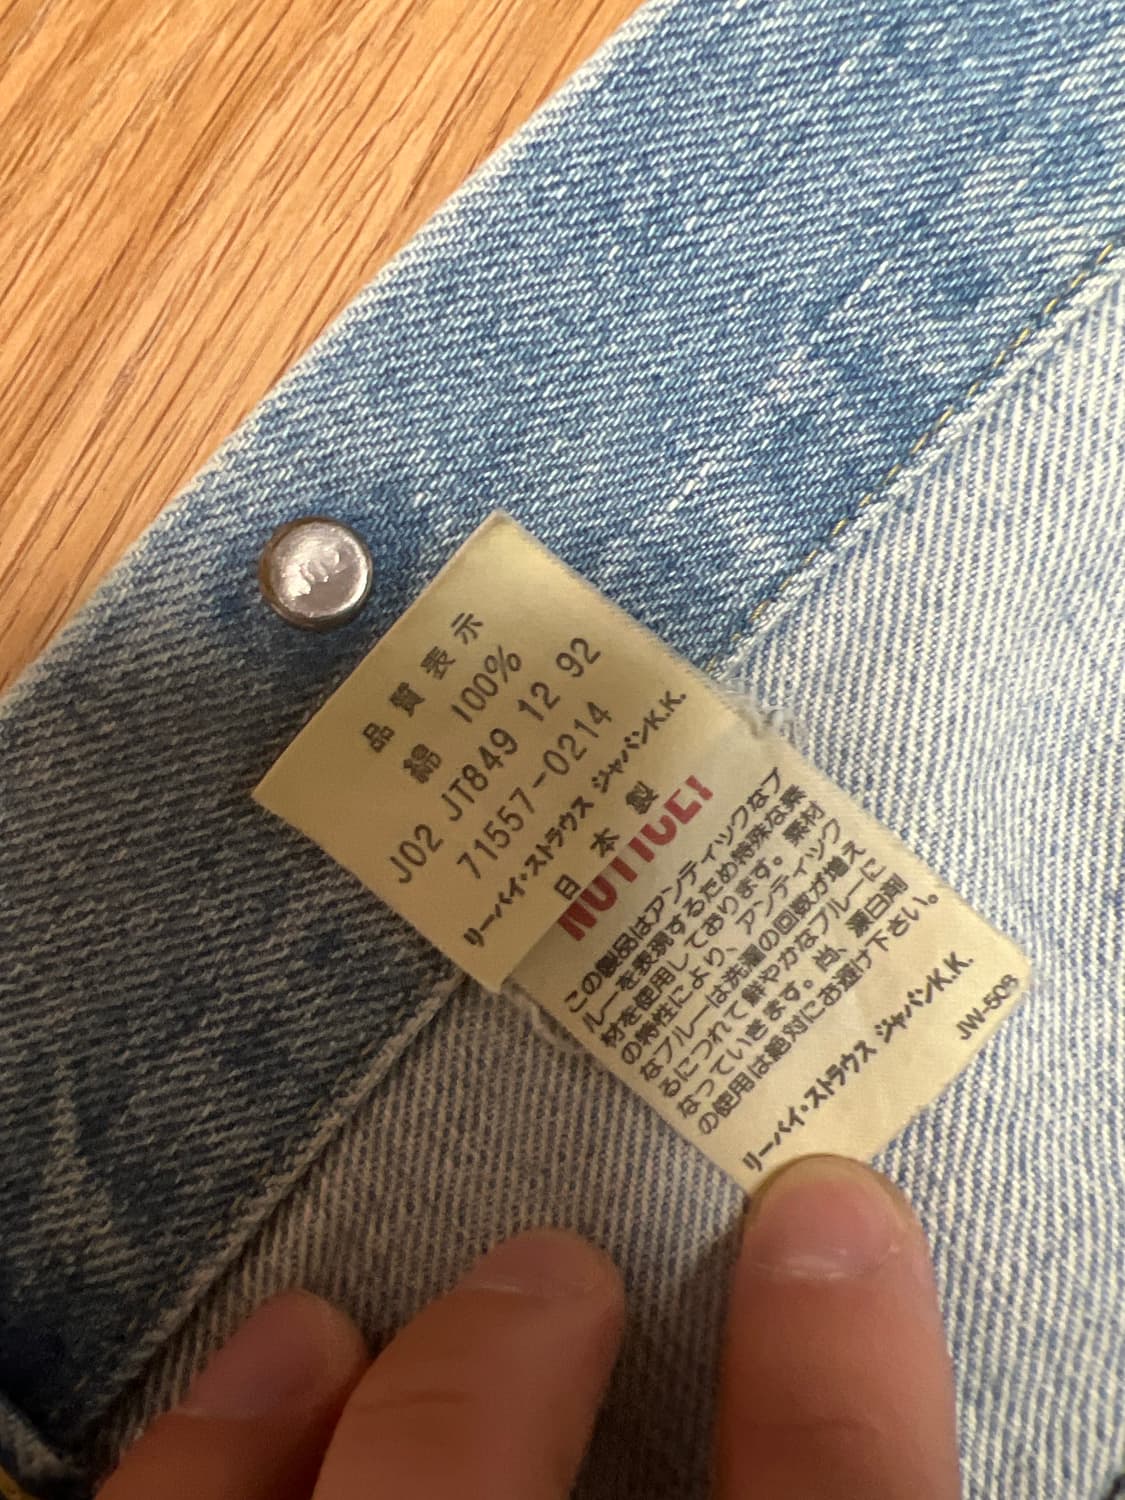 品質表示
綿 100%
J02 JT849 12 92
71557-0214
リーバイ・ストラウス ジャパンK.K.
日本製
この製品はアンティックなブ
ルーを表現するため特殊な素
材を使用しております。素材
の特性により、アンティック
なブルーは洗濯の回数が増え
るにつれて鮮やかなブルーに
なっていきます。尚、漂白剤
の使用は絶対にお避け下さい。
リーバイ・ストラウス ジャパンK.K.
JW-508